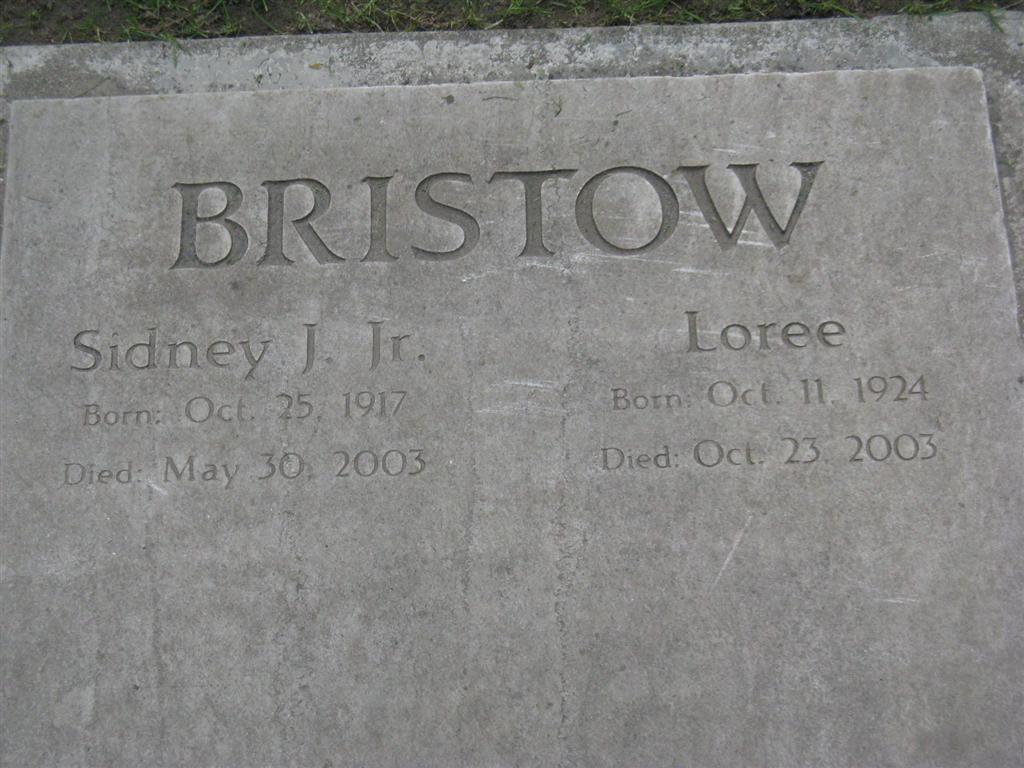 BRISTOW
Sidney J. Jr.
Born: Oct. 25, 1917
Died: May 30, 2003
Loree
Born: Oct. 11, 1924
Died: Oct. 23, 2003